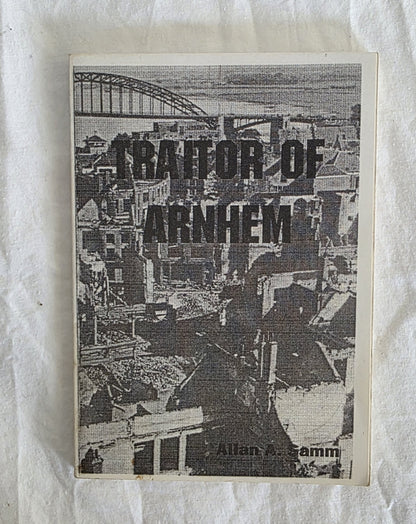 TRAITOR OF
ARNHEM
Allan A. Samm